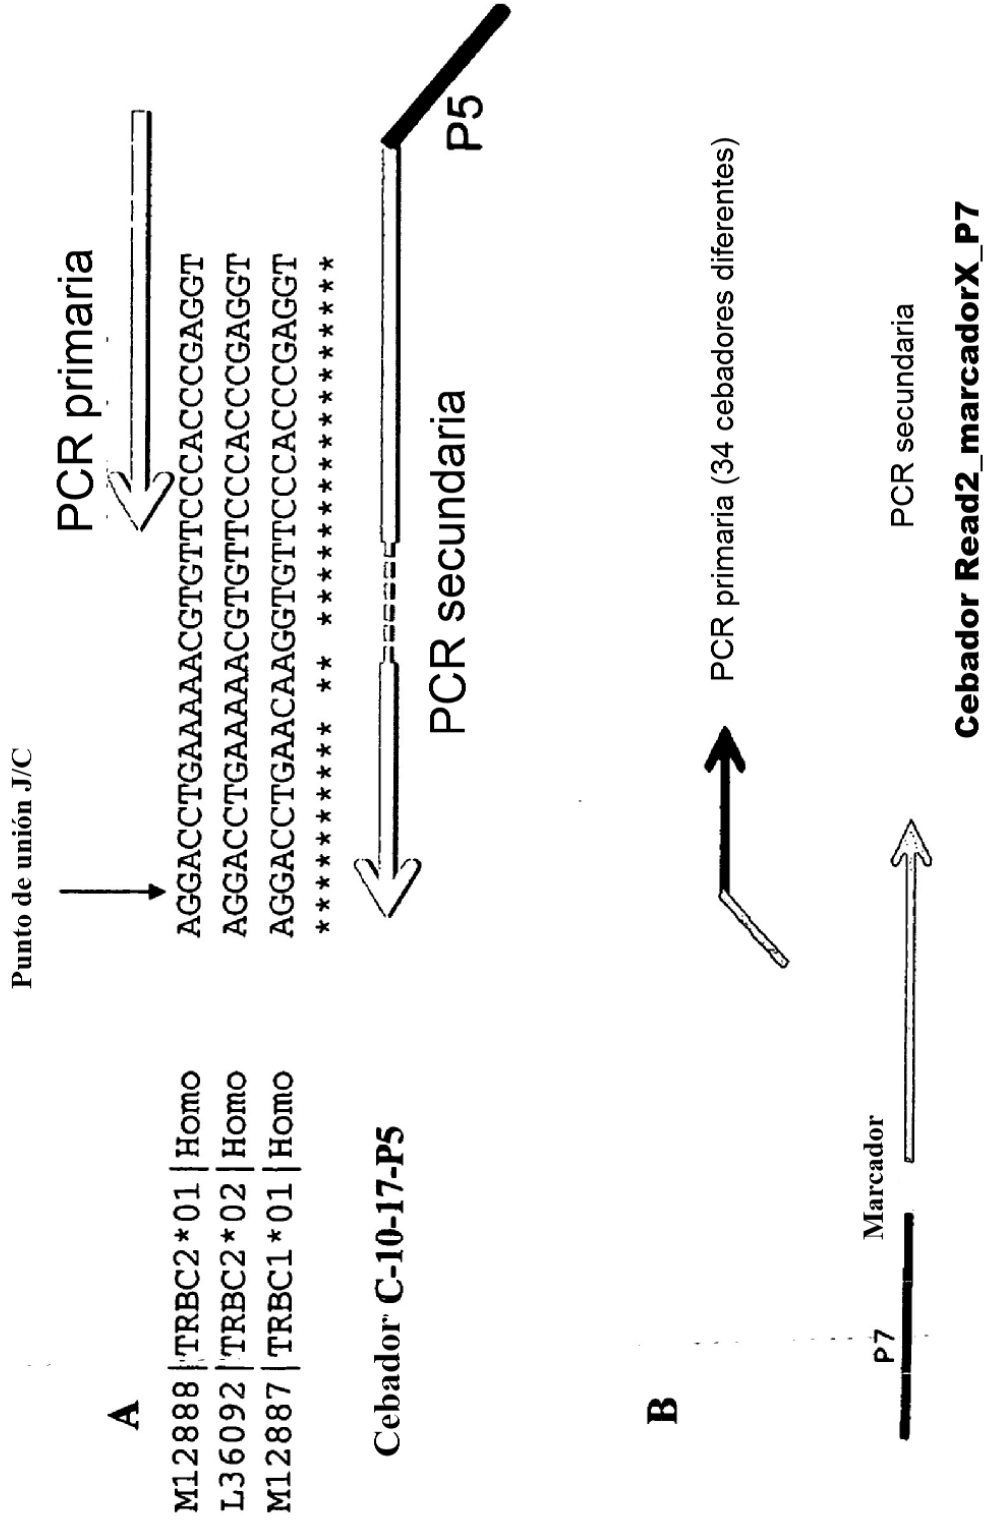 Punto de unión J/C
PCR primaria
A
M12888|TRBC2*01|Homo AGGACCTGAAAAACGTGTTCCCACCCGAGGT
L36092|TRBC2*02|Homo AGGACCTGAAAAACGTGTTCCCACCCGAGGT
M12887|TRBC1*01|Homo AGGACCTGAACAAGGTGTTCCCACCCGAGGT
********** ** *****************
Cebador C-10-17-P5
PCR secundaria
P5
B
PCR primaria (34 cebadores diferentes)
P7
Marcador
PCR secundaria
Cebador Read2_marcadorX_P7